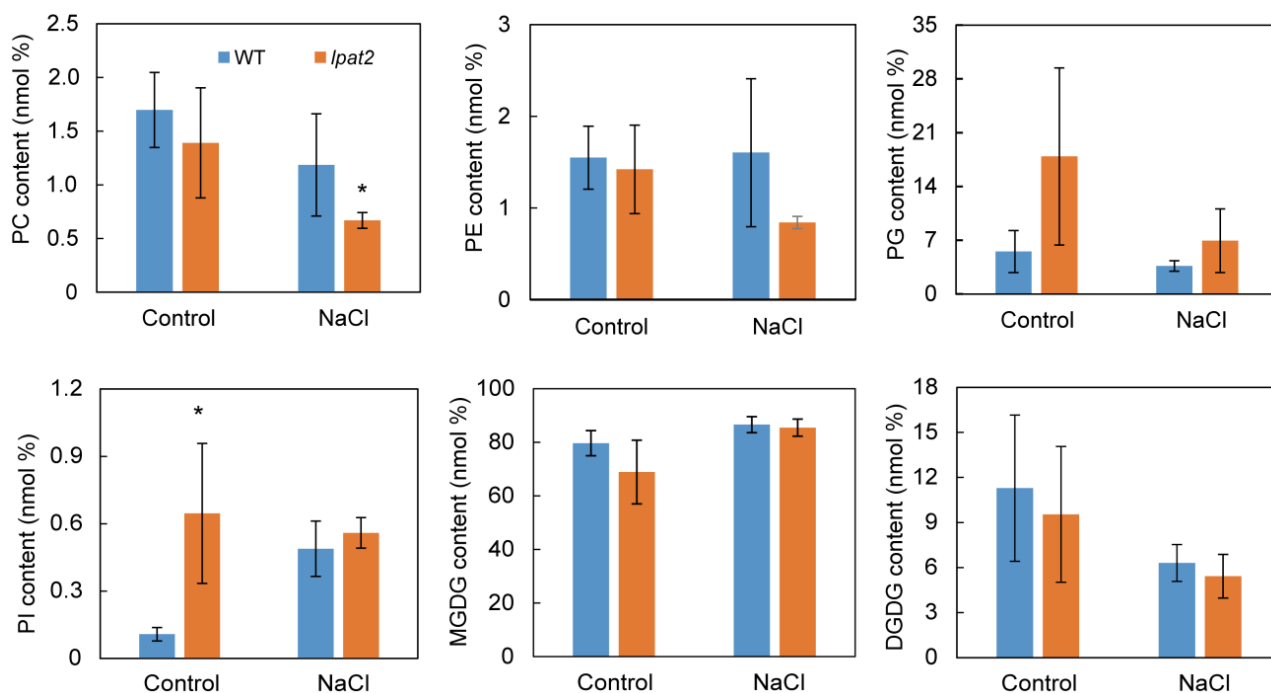 PC content (nmol %)
2.5
2.0
1.5
1.0
0.5
0
WT
lpat2
*
Control
NaCl
PE content (nmol %)
3
2
1
0
Control
NaCl
PG content (nmol %)
35
28
21
14
7
0
Control
NaCl
PI content (nmol %)
1.2
0.9
0.6
0.3
0
*
Control
NaCl
MGDG content (nmol %)
100
80
60
40
20
0
Control
NaCl
DGDG content (nmol %)
18
15
12
9
6
3
0
Control
NaCl